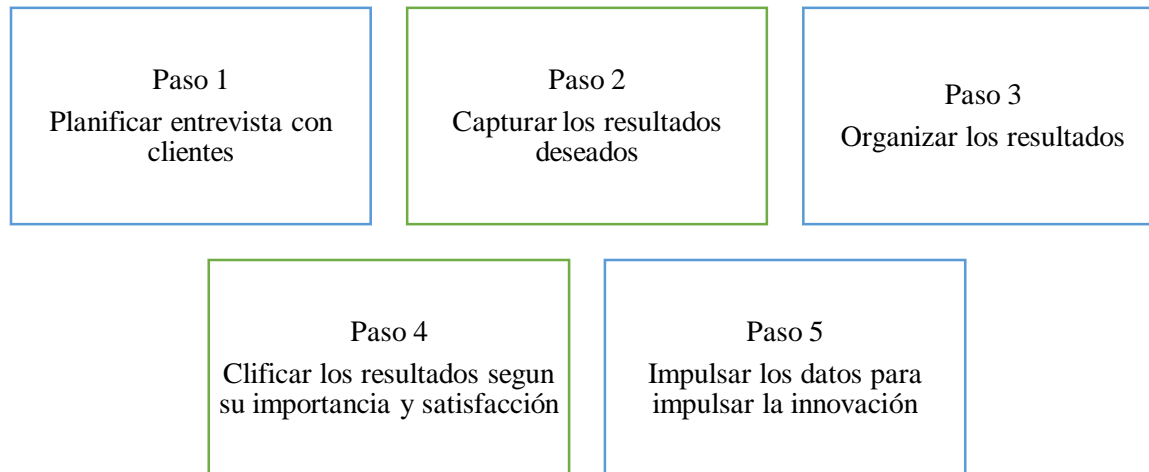 Paso 1
Planificar entrevista con
clientes
Paso 2
Capturar los resultados
deseados
Paso 3
Organizar los resultados
Paso 4
Clificar los resultados segun
su importancia y satisfacción
Paso 5
Impulsar los datos para
impulsar la innovación